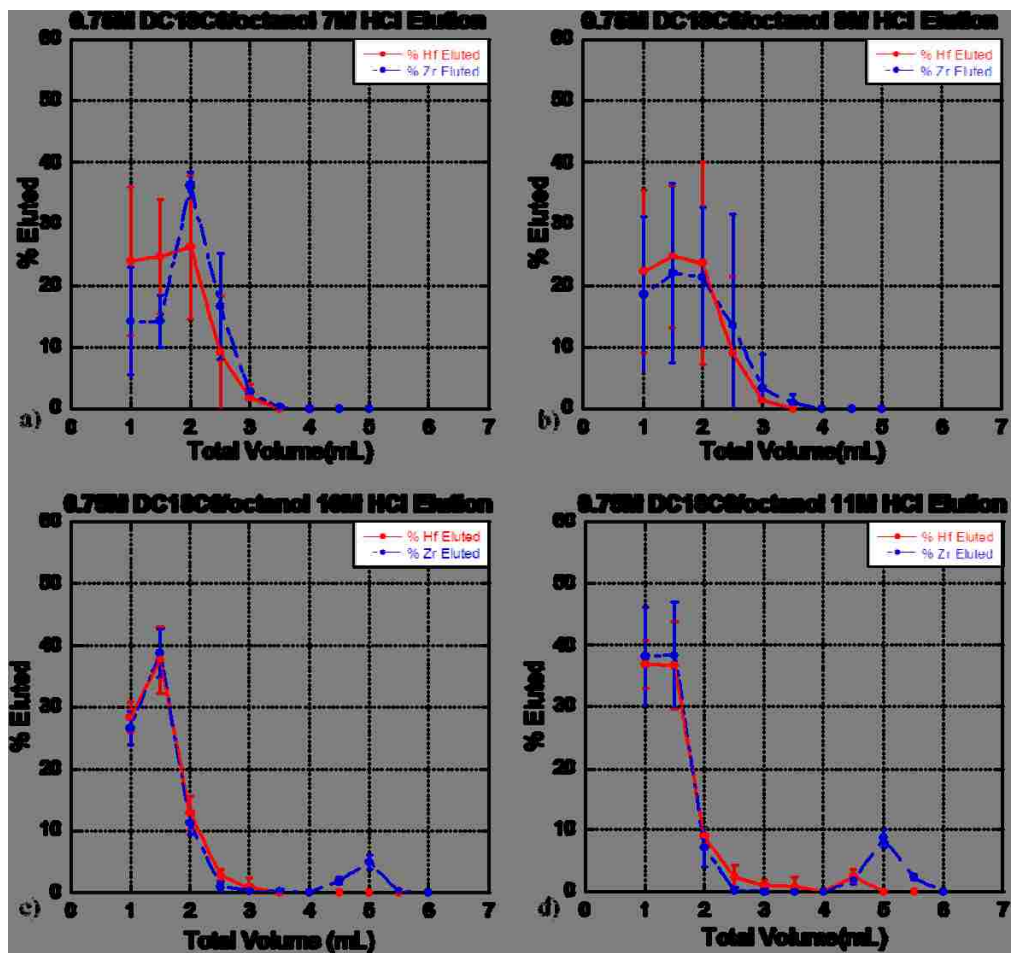 0.75M DC18C6/octanol 7M HCl Elution
% Hf Eluted
% Zr Eluted
60
50
40
30
20
10
0
% Eluted
0 1 2 3 4 5 6 7
Total Volume(mL)
a)
0.75M DC18C6/octanol 8M HCl Elution
% Hf Eluted
% Zr Eluted
60
50
40
30
20
10
0
% Eluted
0 1 2 3 4 5 6 7
Total Volume(mL)
b)
0.75M DC18C6/octanol 10M HCl Elution
% Hf Eluted
% Zr Eluted
60
50
40
30
20
10
0
% Eluted
0 1 2 3 4 5 6 7
Total Volume (mL)
c)
0.75M DC18C6/octanol 11M HCl Elution
% Hf Eluted
% Zr Eluted
60
50
40
30
20
10
0
% Eluted
0 1 2 3 4 5 6 7
Total Volume(mL)
d)